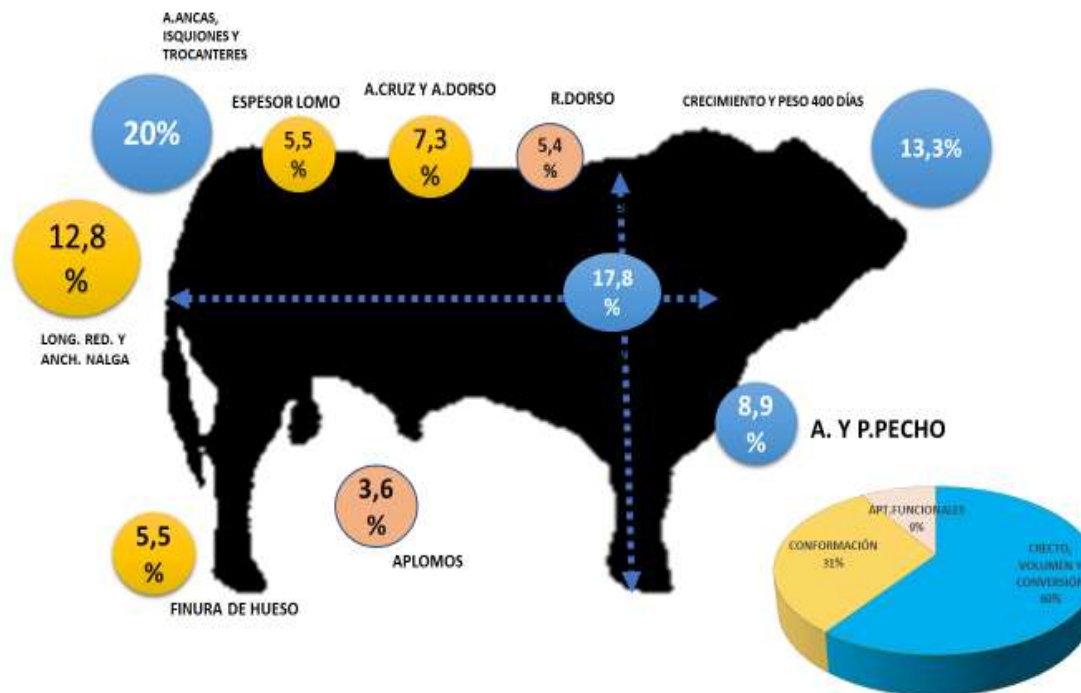 A.ANCAS,
ISQUIONES Y
TROCANTERES
20%
ESPESOR LOMO
5,5
%
A.CRUZ Y A.DORSO
7,3
%
R.DORSO
5,4
%
CRECIMIENTO Y PESO 400 DÍAS
13,3%
12,8
%
LONG. RED. Y
ANCH. NALGA
17,8
%
8,9
%
A. Y P.PECHO
3,6
%
APLOMOS
5,5
%
FINURA DE HUESO
APT.FUNCIONALES
9%
CONFORMACIÓN
31%
CRECTO,
VOLUMEN Y
CONVERSIÓN
60%